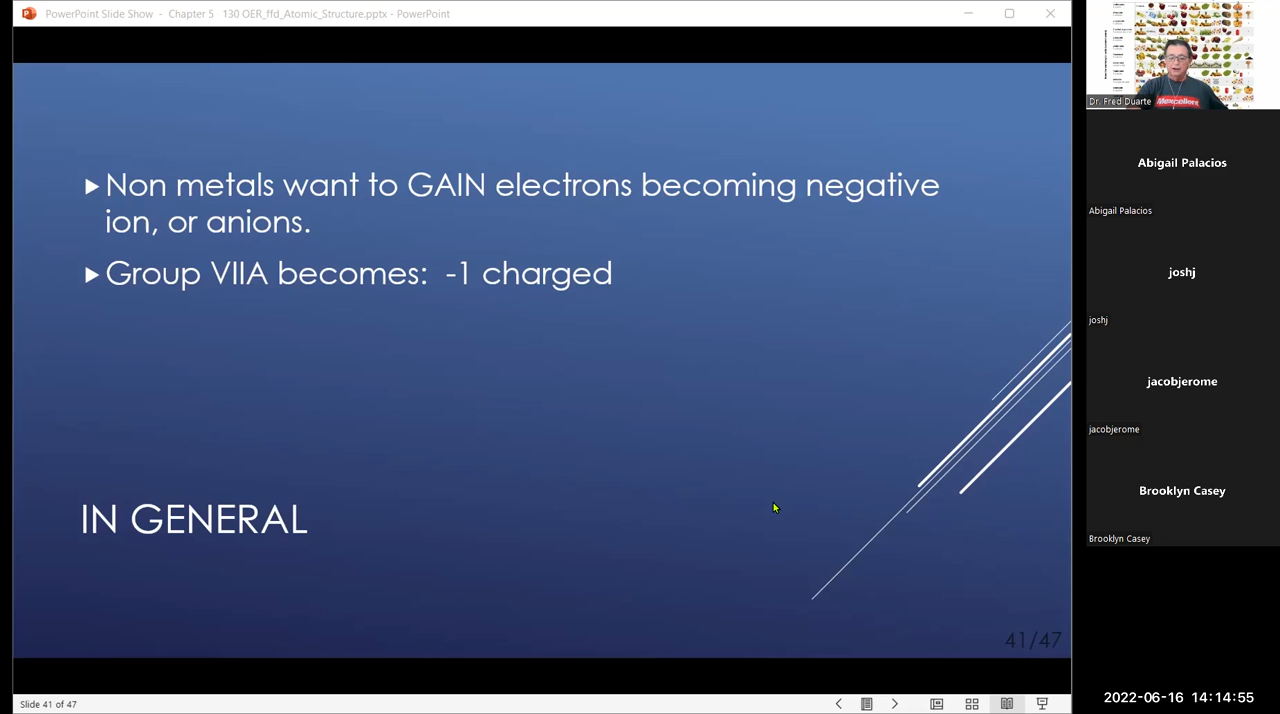 PowerPoint Slide Show - Chapter 5 130 OER_ffd_Atomic_Structure.pptx - PowerPoint
Non metals want to GAIN electrons becoming negative
ion, or anions.
Group VIIA becomes: -1 charged
IN GENERAL
41/47
Slide 41 of 47
Mexcellent
Dr. Fred Duarte
Abigail Palacios
Abigail Palacios
joshj
joshj
jacobjerome
jacobjerome
Brooklyn Casey
Brooklyn Casey
2022-06-16 14:14:55